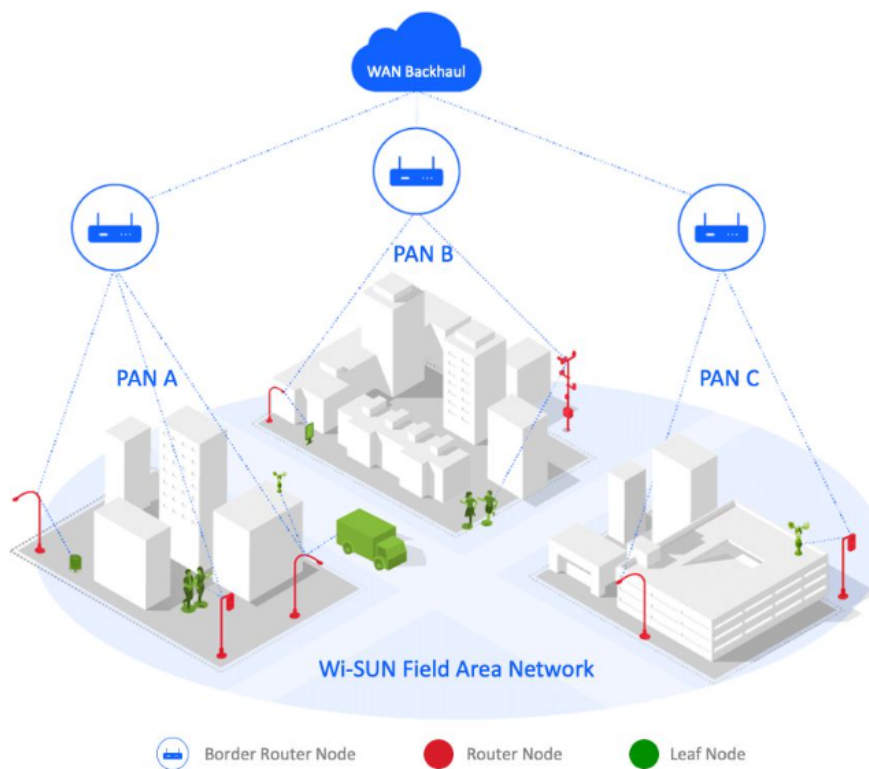 WAN Backhaul
PAN B
PAN A
PAN C
Wi-SUN Field Area Network
Border Router Node
Router Node
Leaf Node